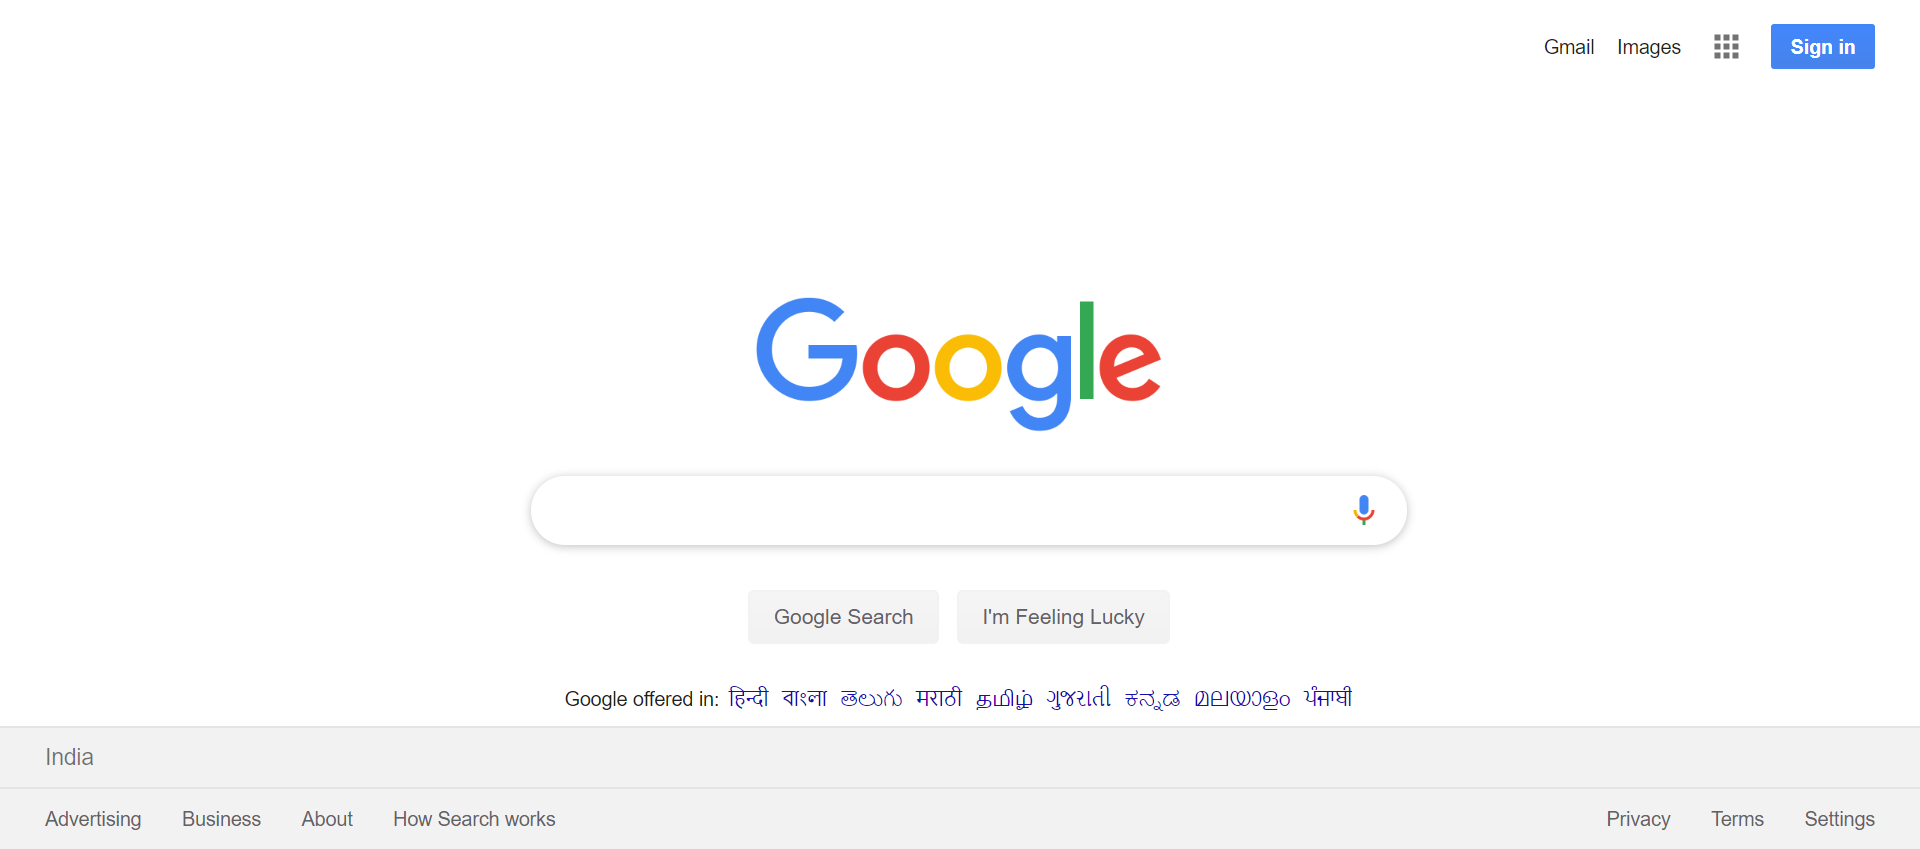 Gmail Images Sign in
Google
Google Search I'm Feeling Lucky
Google offered in: हिन्दी বাংলা తెలుగు मराठी தமிழ் ગુજરાતી ಕನ್ನಡ മലയാളം ਪੰਜਾਬੀ
India
Advertising Business About How Search works Privacy Terms Settings